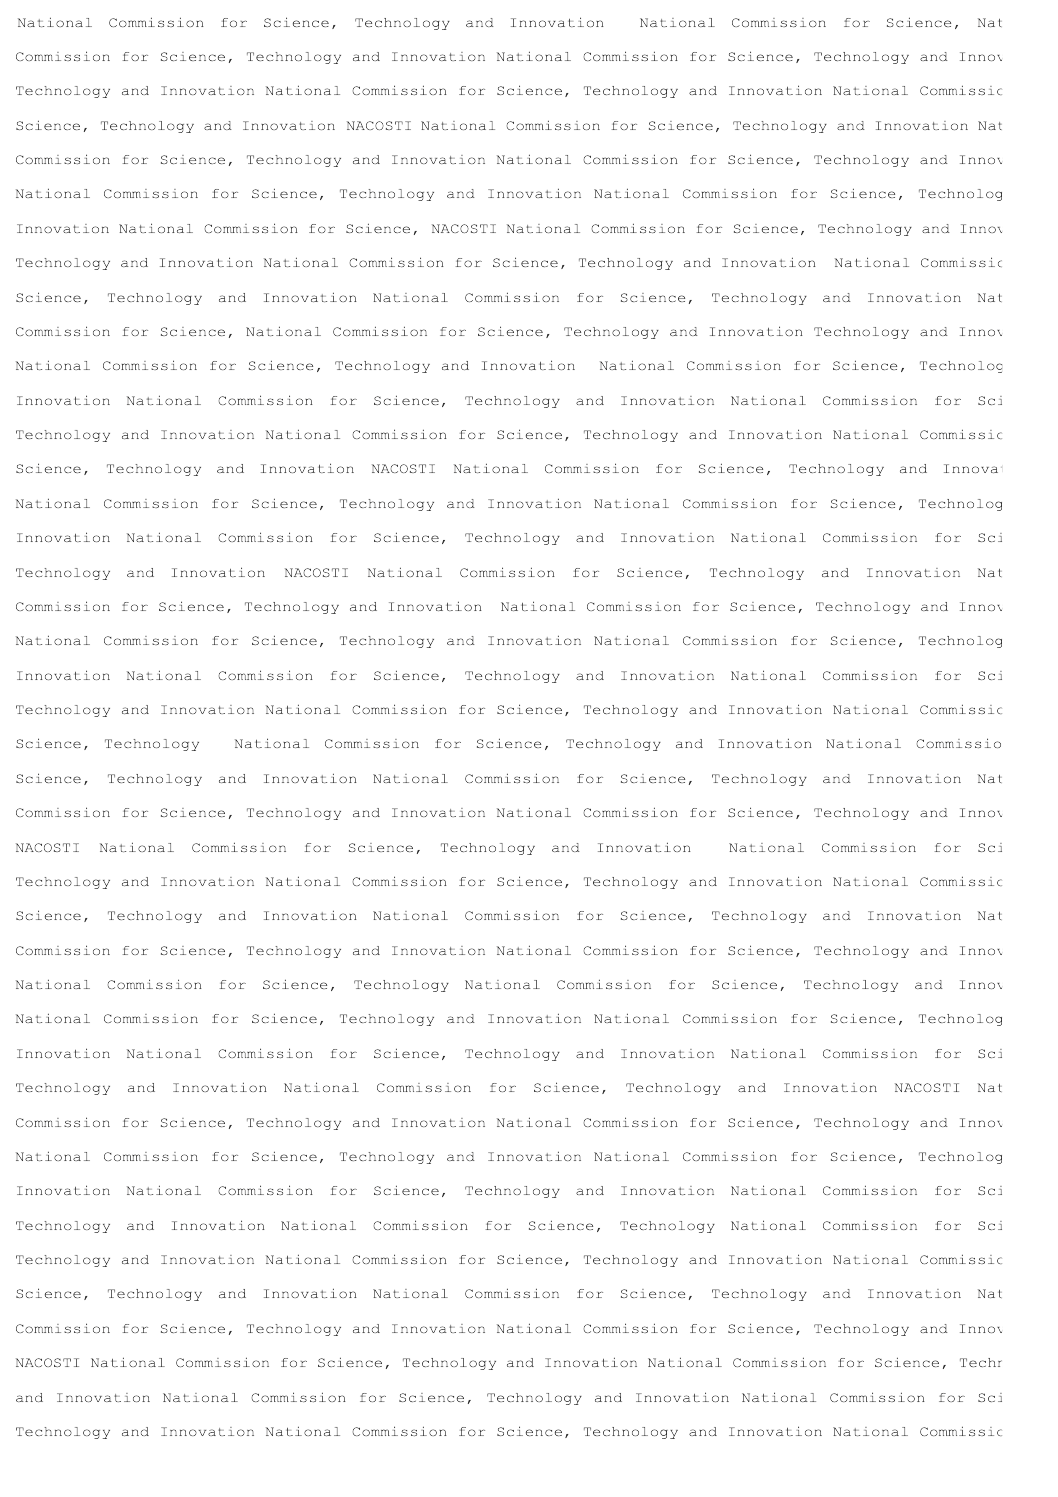 National Commission for Science, Technology and Innovation National Commission for Science, Nat
Commission for Science, Technology and Innovation National Commission for Science, Technology and Innov
Technology and Innovation National Commission for Science, Technology and Innovation National Commissic
Science, Technology and Innovation NACOSTI National Commission for Science, Technology and Innovation Nat
Commission for Science, Technology and Innovation National Commission for Science, Technology and Innov
National Commission for Science, Technology and Innovation National Commission for Science, Technolog
Innovation National Commission for Science, NACOSTI National Commission for Science, Technology and Innov
Technology and Innovation National Commission for Science, Technology and Innovation National Commissic
Science, Technology and Innovation National Commission for Science, Technology and Innovation Nat
Commission for Science, National Commission for Science, Technology and Innovation Technology and Innov
National Commission for Science, Technology and Innovation National Commission for Science, Technolog
Innovation National Commission for Science, Technology and Innovation National Commission for Sci
Technology and Innovation National Commission for Science, Technology and Innovation National Commissic
Science, Technology and Innovation NACOSTI National Commission for Science, Technology and Innovat
National Commission for Science, Technology and Innovation National Commission for Science, Technolog
Innovation National Commission for Science, Technology and Innovation National Commission for Sci
Technology and Innovation NACOSTI National Commission for Science, Technology and Innovation Nat
Commission for Science, Technology and Innovation National Commission for Science, Technology and Innov
National Commission for Science, Technology and Innovation National Commission for Science, Technolog
Innovation National Commission for Science, Technology and Innovation National Commission for Sci
Technology and Innovation National Commission for Science, Technology and Innovation National Commissic
Science, Technology National Commission for Science, Technology and Innovation National Commissio
Science, Technology and Innovation National Commission for Science, Technology and Innovation Nat
Commission for Science, Technology and Innovation National Commission for Science, Technology and Innov
NACOSTI National Commission for Science, Technology and Innovation National Commission for Sci
Technology and Innovation National Commission for Science, Technology and Innovation National Commissic
Science, Technology and Innovation National Commission for Science, Technology and Innovation Nat
Commission for Science, Technology and Innovation National Commission for Science, Technology and Innov
National Commission for Science, Technology National Commission for Science, Technology and Innov
National Commission for Science, Technology and Innovation National Commission for Science, Technolog
Innovation National Commission for Science, Technology and Innovation National Commission for Sci
Technology and Innovation National Commission for Science, Technology and Innovation NACOSTI Nat
Commission for Science, Technology and Innovation National Commission for Science, Technology and Innov
National Commission for Science, Technology and Innovation National Commission for Science, Technolog
Innovation National Commission for Science, Technology and Innovation National Commission for Sci
Technology and Innovation National Commission for Science, Technology National Commission for Sci
Technology and Innovation National Commission for Science, Technology and Innovation National Commissic
Science, Technology and Innovation National Commission for Science, Technology and Innovation Nat
Commission for Science, Technology and Innovation National Commission for Science, Technology and Innov
NACOSTI National Commission for Science, Technology and Innovation National Commission for Science, Techr
and Innovation National Commission for Science, Technology and Innovation National Commission for Sci
Technology and Innovation National Commission for Science, Technology and Innovation National Commissic